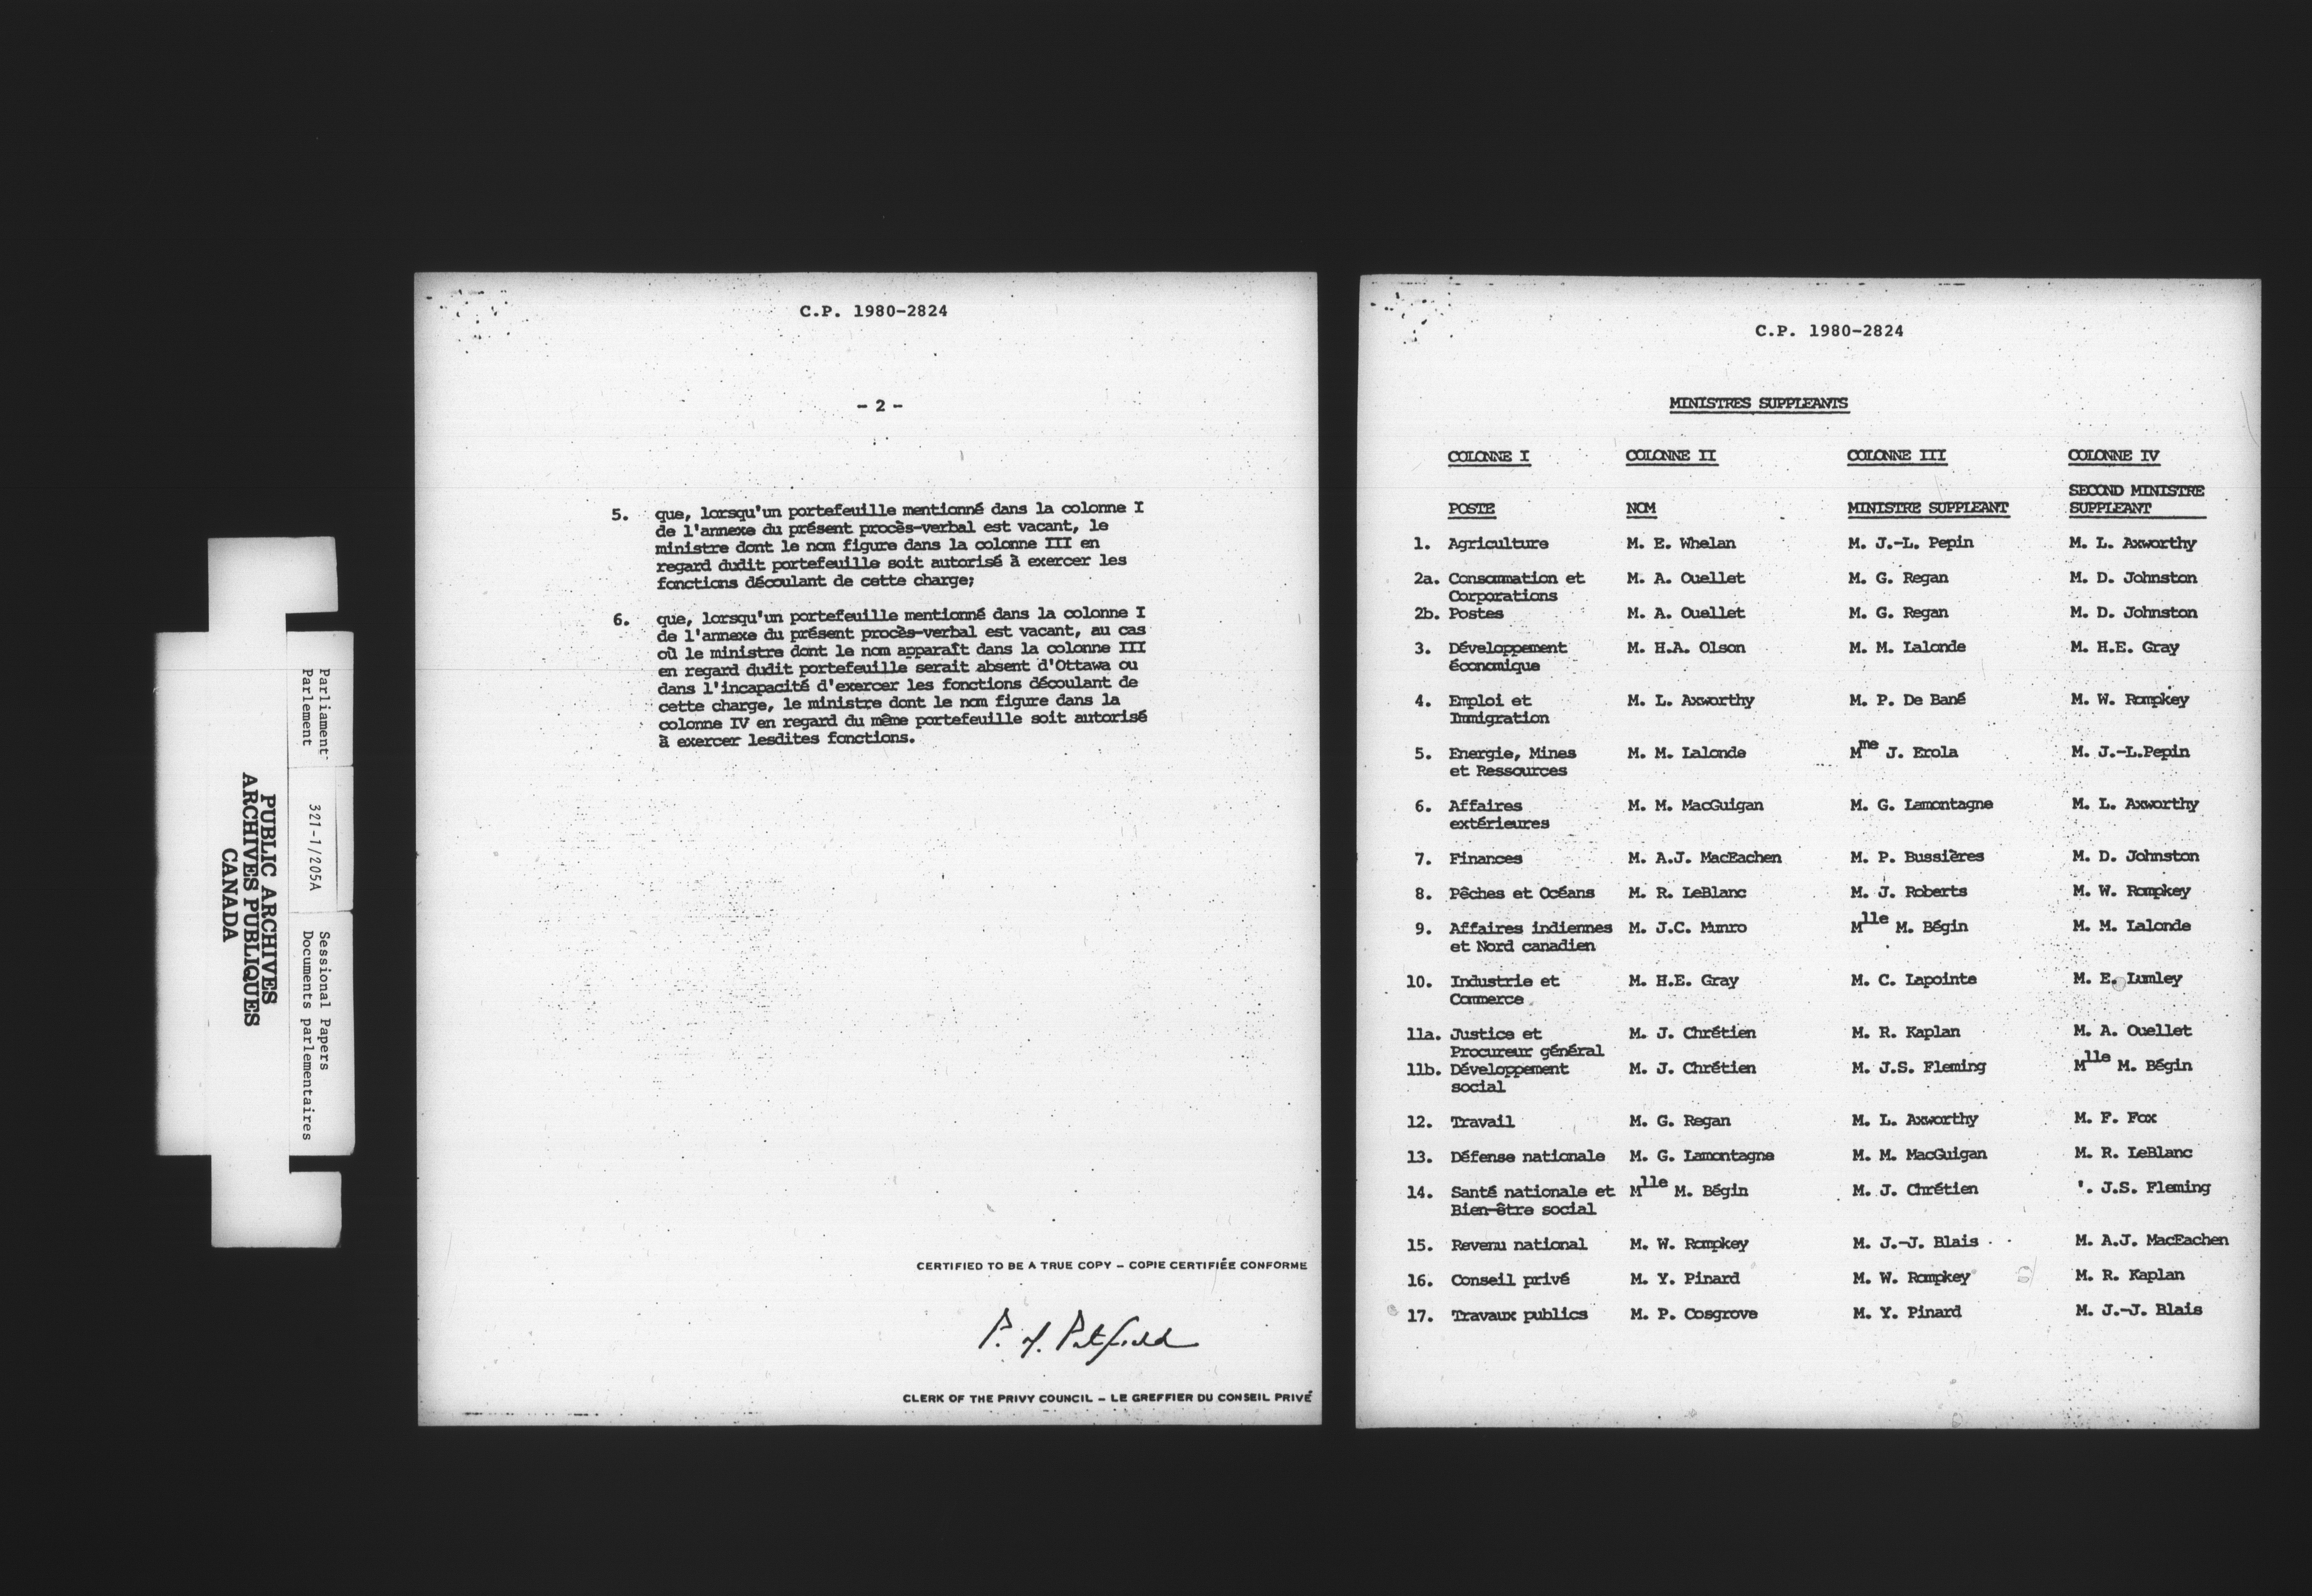 Parliament
Parlement
321-1/205A
Sessional Papers
Documents parlementaires
PUBLIC ARCHIVES
ARCHIVES PUBLIQUES
CANADA
C.P. 1980-2824
- 2 -
5. que, lorsqu'un portefeuille mentionné dans la colonne I
de l'annexe du présent procès-verbal est vacant, le
ministre dont le nom figure dans la colonne III en
regard dudit portefeuille soit autorisé à exercer les
fonctions découlant de cette charge;
6. que, lorsqu'un portefeuille mentionné dans la colonne I
de l'annexe du présent procès-verbal est vacant, au cas
où le ministre dont le nom apparaît dans la colonne III
en regard dudit portefeuille serait absent d'Ottawa ou
dans l'incapacité d'exercer les fonctions découlant de
cette charge, le ministre dont le nom figure dans la
colonne IV en regard du même portefeuille soit autorisé
à exercer lesdites fonctions.
CERTIFIED TO BE A TRUE COPY - COPIE CERTIFIÉE CONFORME
P. M. Pitfield
CLERK OF THE PRIVY COUNCIL - LE GREFFIER DU CONSEIL PRIVÉ
C.P. 1980-2824
MINISTRES SUPPLEANTS
COLONNE I COLONNE II COLONNE III COLONNE IV
SECOND MINISTRE
POSTE NOM MINISTRE SUPPLEANT SUPPLEANT
1. Agriculture M. E. Whelan M. J.-L. Pepin M. L. Axworthy
2a. Consommation et M. A. Ouellet M. G. Regan M. D. Johnston
Corporations
2b. Postes M. A. Ouellet M. G. Regan M. D. Johnston
3. Développement M. H.A. Olson M. M. Lalonde M. H.E. Gray
économique
4. Emploi et M. L. Axworthy M. P. De Bané M. W. Rompkey
Immigration
5. Energie, Mines M. M. Lalonde Mme J. Erola M. J.-L.Pepin
et Ressources
6. Affaires M. M. MacGuigan M. G. Lamontagne M. L. Axworthy
extérieures
7. Finances M. A.J. MacEachen M. P. Bussières M. D. Johnston
8. Pêches et Océans M. R. LeBlanc M. J. Roberts M. W. Rompkey
9. Affaires indiennes M. J.C. Munro Mlle M. Bégin M. M. Lalonde
et Nord canadien
10. Industrie et M. H.E. Gray M. C. Lapointe M. E. Lumley
Commerce
11a. Justice et M. J. Chrétien M. R. Kaplan M. A. Ouellet
Procureur général
11b. Développement M. J. Chrétien M. J.S. Fleming Mlle M. Bégin
social
12. Travail M. G. Regan M. L. Axworthy M. F. Fox
13. Défense nationale M. G. Lamontagne M. M. MacGuigan M. R. LeBlanc
14. Santé nationale et Mlle M. Bégin M. J. Chrétien '. J.S. Fleming
Bien-être social
15. Revenu national M. W. Rompkey M. J.-J. Blais M. A.J. MacEachen
16. Conseil privé M. Y. Pinard M. W. Rompkey M. R. Kaplan
17. Travaux publics M. P. Cosgrove M. Y. Pinard M. J.-J. Blais